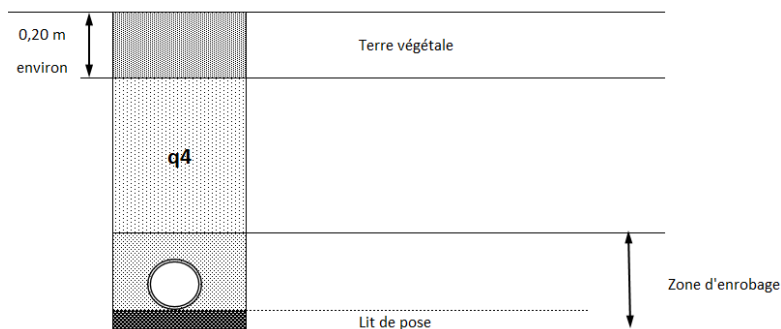 0,20 m
environ
Terre végétale
q4
Zone d'enrobage
Lit de pose